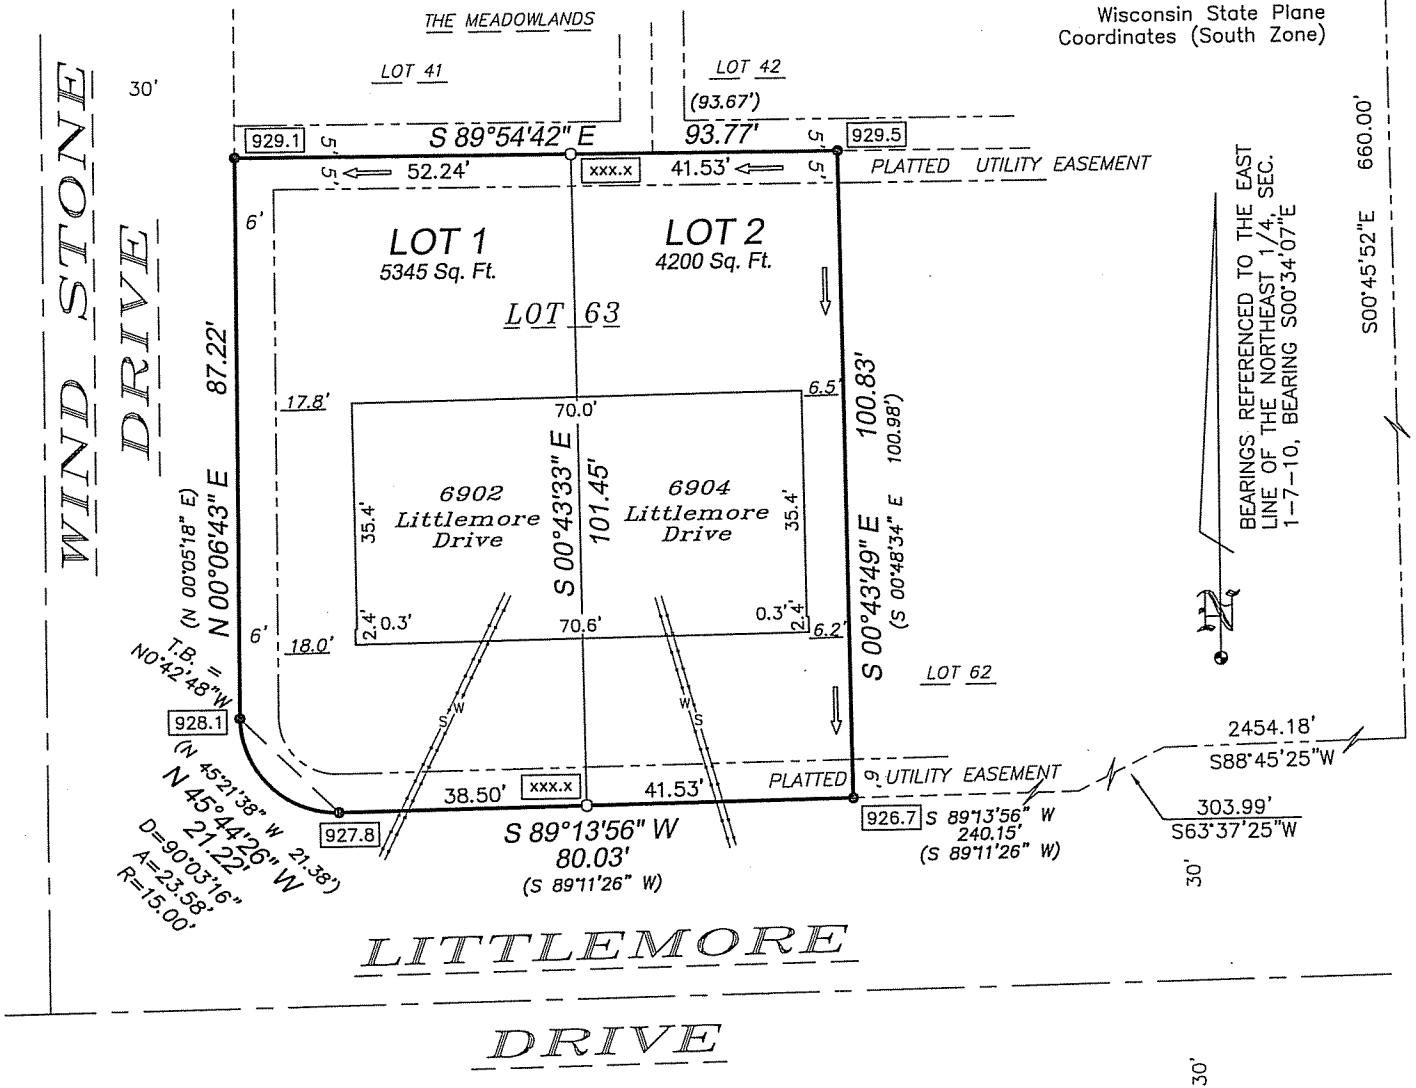 THE MEADOWLANDS
Wisconsin State Plane
Coordinates (South Zone)
30'
LOT 41
LOT 42
(93.67')
929.1
5'
S 89°54'42" E
93.77'
5'
929.5
5'
52.24'
xxx.x
41.53'
5'
PLATTED UTILITY EASEMENT
WIND STONE
DRIVE
6'
LOT 1
5345 Sq. Ft.
LOT 2
4200 Sq. Ft.
LOT 63
87.22'
N 00°06'43" E
(N 00°05'18" E)
17.8'
70.0'
6.5'
100.83'
(S 00°48'34" E 100.98')
S 00°43'49" E
S 00°43'33" E
101.45'
6902
Littlemore
Drive
6904
Littlemore
Drive
35.4'
35.4'
2.4'
0.3'
70.6'
0.3'
2.4'
6'
18.0'
6.2'
S W
W S
T.B. =
N0°42'48"W
928.1
LOT 62
BEARINGS REFERENCED TO THE EAST
LINE OF THE NORTHEAST 1/4, SEC.
1-7-10, BEARING S00°34'07"E
N
S00°45'52"E 660.00'
2454.18'
S88°45'25"W
303.99'
S63°37'25"W
38.50'
xxx.x
41.53'
PLATTED 6' UTILITY EASEMENT
927.8
S 89°13'56" W
80.03'
(S 89°11'26" W)
926.7
S 89°13'56" W
240.15'
(S 89°11'26" W)
(N 45°21'38" W 21.38')
N 45°44'26" W
21.22'
D=90°03'16"
A=23.58'
R=15.00'
30'
LITTLEMORE
DRIVE
30'